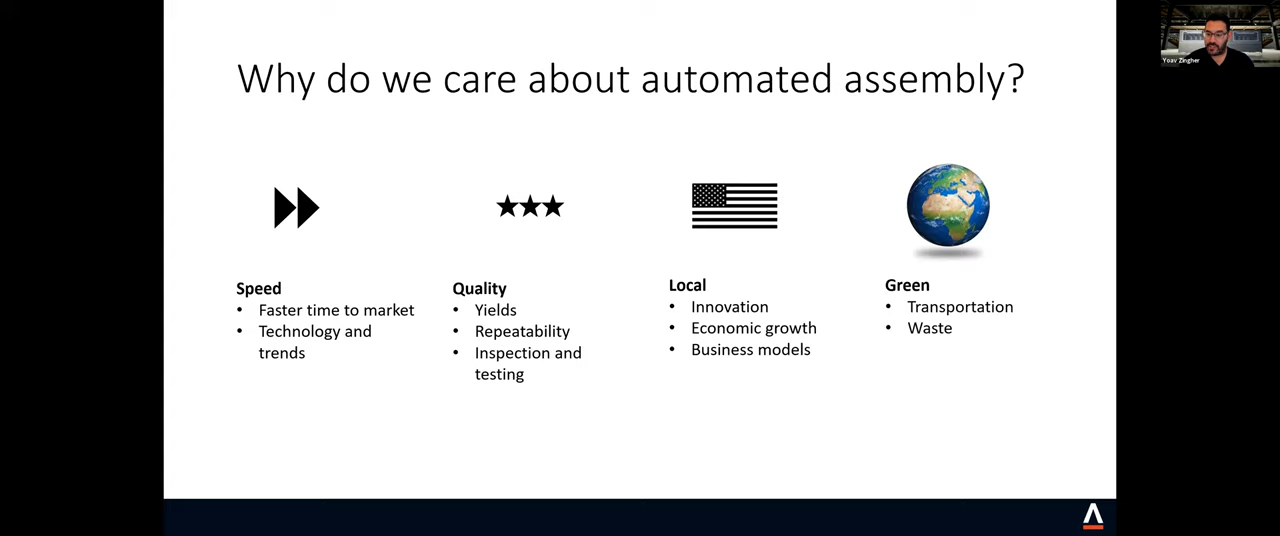 Why do we care about automated assembly?
Yoav Zingher
Speed
• Faster time to market
• Technology and
trends
Quality
• Yields
• Repeatability
• Inspection and
testing
Local
• Innovation
• Economic growth
• Business models
Green
• Transportation
• Waste